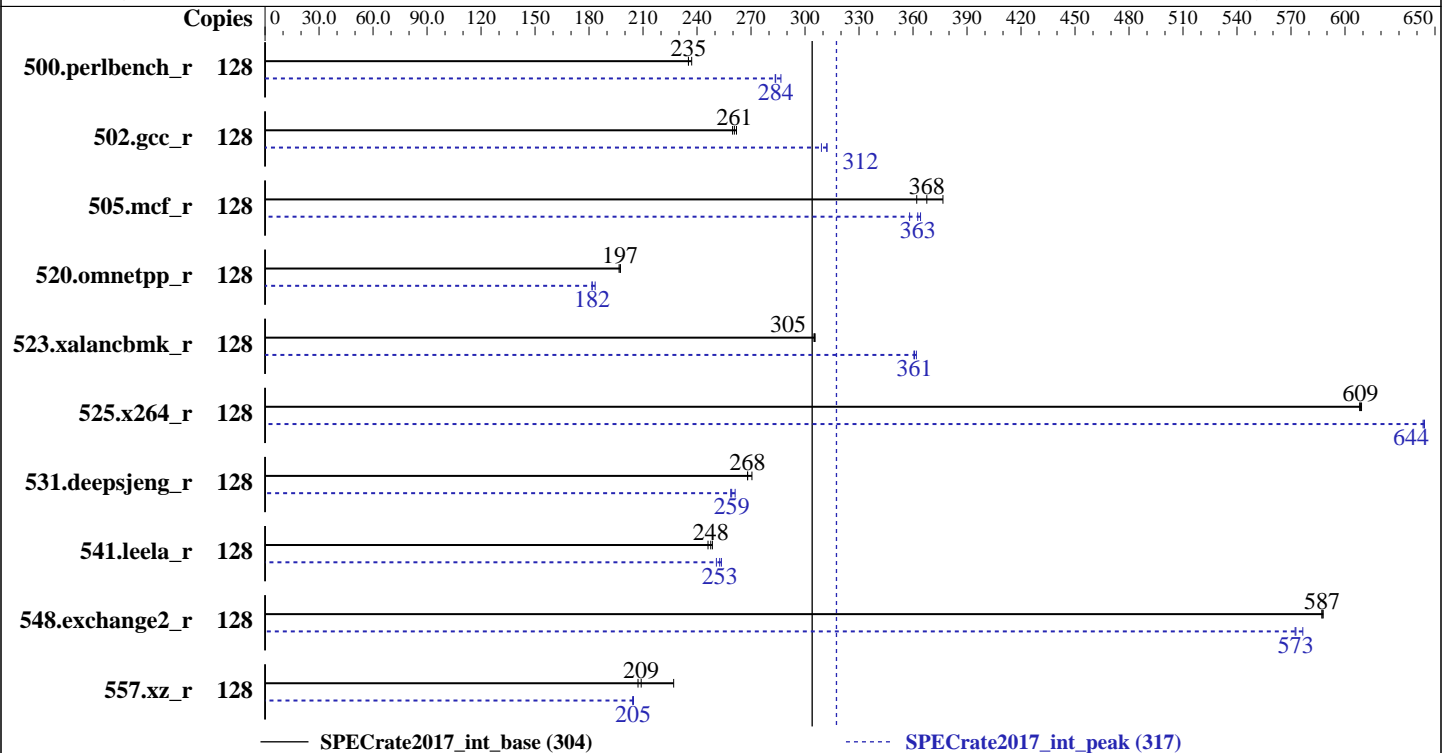 Copies 0 30.0 60.0 90.0 120 150 180 210 240 270 300 330 360 390 420 450 480 510 540 570 600 650
500.perlbench_r 128 235
284
502.gcc_r 128 261
312
505.mcf_r 128 368
363
520.omnetpp_r 128 197
182
523.xalancbmk_r 128 305
361
525.x264_r 128 609
644
531.deepsjeng_r 128 268
259
541.leela_r 128 248
253
548.exchange2_r 128 587
573
557.xz_r 128 209
205
SPECrate2017_int_base (304) SPECrate2017_int_peak (317)